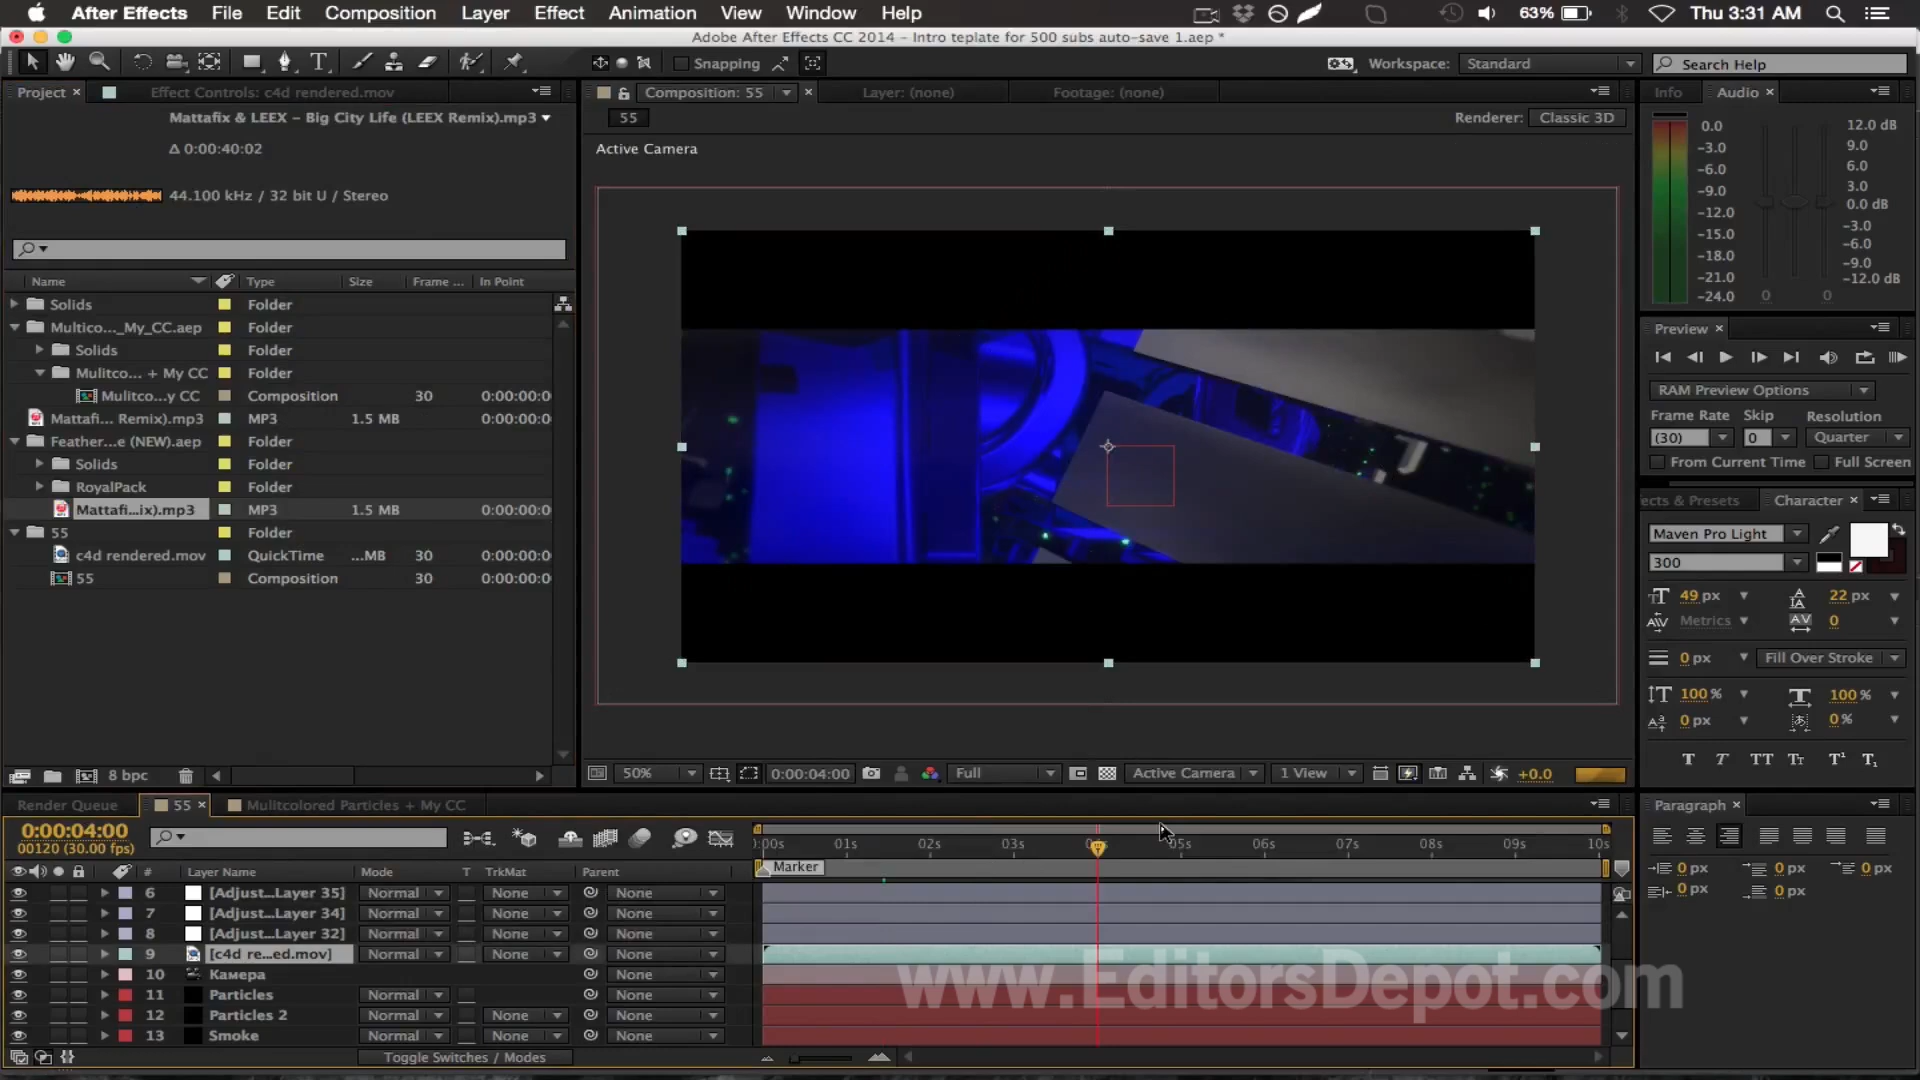 After Effects File Edit Composition Layer Effect Animation View Window Help 63% Thu 3:31 AM
Adobe After Effects CC 2014 - Intro teplate for 500 subs auto-save 1.aep *
Snapping Workspace: Standard Search Help
Project Effect Controls: c4d rendered.mov Composition: 55 Layer: (none) Footage: (none) Info Audio
Mattafix & LEEX - Big City Life (LEEX Remix).mp3
Δ 0:00:40:02
44.100 kHz / 32 bit U / Stereo
55 Renderer: Classic 3D
Active Camera
0.0 12.0 dB
-3.0 9.0
-6.0 6.0
-9.0 3.0
-12.0 0.0 dB
-15.0 -3.0
-18.0 -6.0
-21.0 -9.0
-24.0 0 0 -12.0 dB
Name Type Size Frame ... In Point
Solids Folder
Multico..._My_CC.aep Folder
Solids Folder
Mulitco... + My CC Folder
Mulitco...y CC Composition 30 0:00:00:0
Mattafi... Remix).mp3 MP3 1.5 MB 0:00:00:0
Feather...e (NEW).aep Folder
Solids Folder
RoyalPack Folder
Mattafi...ix).mp3 MP3 1.5 MB 0:00:00:0
55 Folder
c4d rendered.mov QuickTime ...MB 30 0:00:00:0
55 Composition 30 0:00:00:0
Preview
RAM Preview Options
Frame Rate Skip Resolution
(30) 0 Quarter
From Current Time Full Screen
ects & Presets Character
Maven Pro Light
300
49 px 22 px
Metrics 0
0 px Fill Over Stroke
100 % 100 %
0 px 0 %
T T TT Tt T¹ T₁
8 bpc 50% 0:00:04:00 Full Active Camera 1 View +0.0
Render Queue 55 Mulitcolored Particles + My CC
0:00:04:00
00120 (30.00 fps)
:00s 01s 02s 03s 05s 06s 07s 08s 09s 10s
Marker
# Layer Name Mode T TrkMat Parent
6 [Adjust...Layer 35] Normal None None
7 [Adjust...Layer 34] Normal None None
8 [Adjust...Layer 32] Normal None None
9 [c4d re...ed.mov] Normal None None
10 Камера None
11 Particles Normal None
12 Particles 2 Normal None None
13 Smoke Normal None None
Toggle Switches / Modes
Paragraph
0 px 0 px 0 px
0 px 0 px
www.EditorsDepot.com